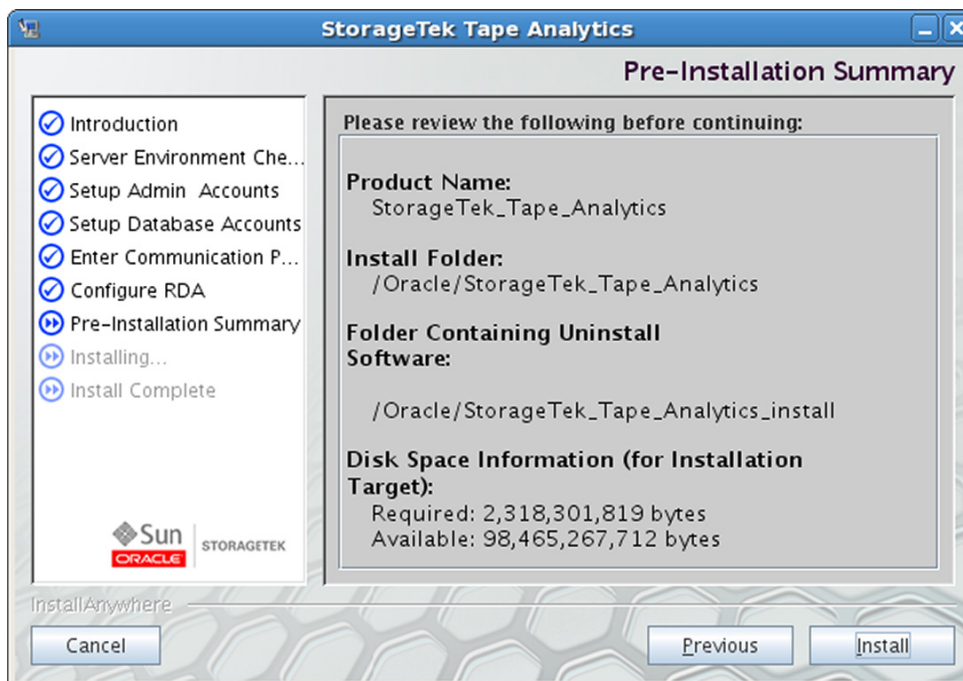 StorageTek Tape Analytics
Pre-Installation Summary
Introduction
Server Environment Che...
Setup Admin Accounts
Setup Database Accounts
Enter Communication P...
Configure RDA
Pre-Installation Summary
Installing...
Install Complete
Sun
ORACLE
STORAGETEK
Please review the following before continuing:
Product Name:
StorageTek_Tape_Analytics
Install Folder:
/Oracle/StorageTek_Tape_Analytics
Folder Containing Uninstall
Software:
/Oracle/StorageTek_Tape_Analytics_install
Disk Space Information (for Installation
Target):
Required: 2,318,301,819 bytes
Available: 98,465,267,712 bytes
InstallAnywhere
Cancel
Previous
Install